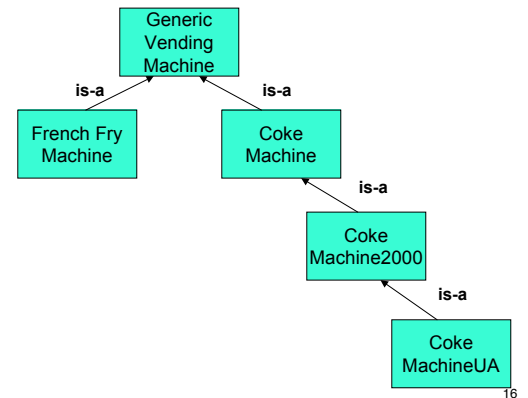 Generic
Vending
Machine
is-a
is-a
French Fry
Machine
Coke
Machine
is-a
Coke
Machine2000
is-a
Coke
MachineUA
16